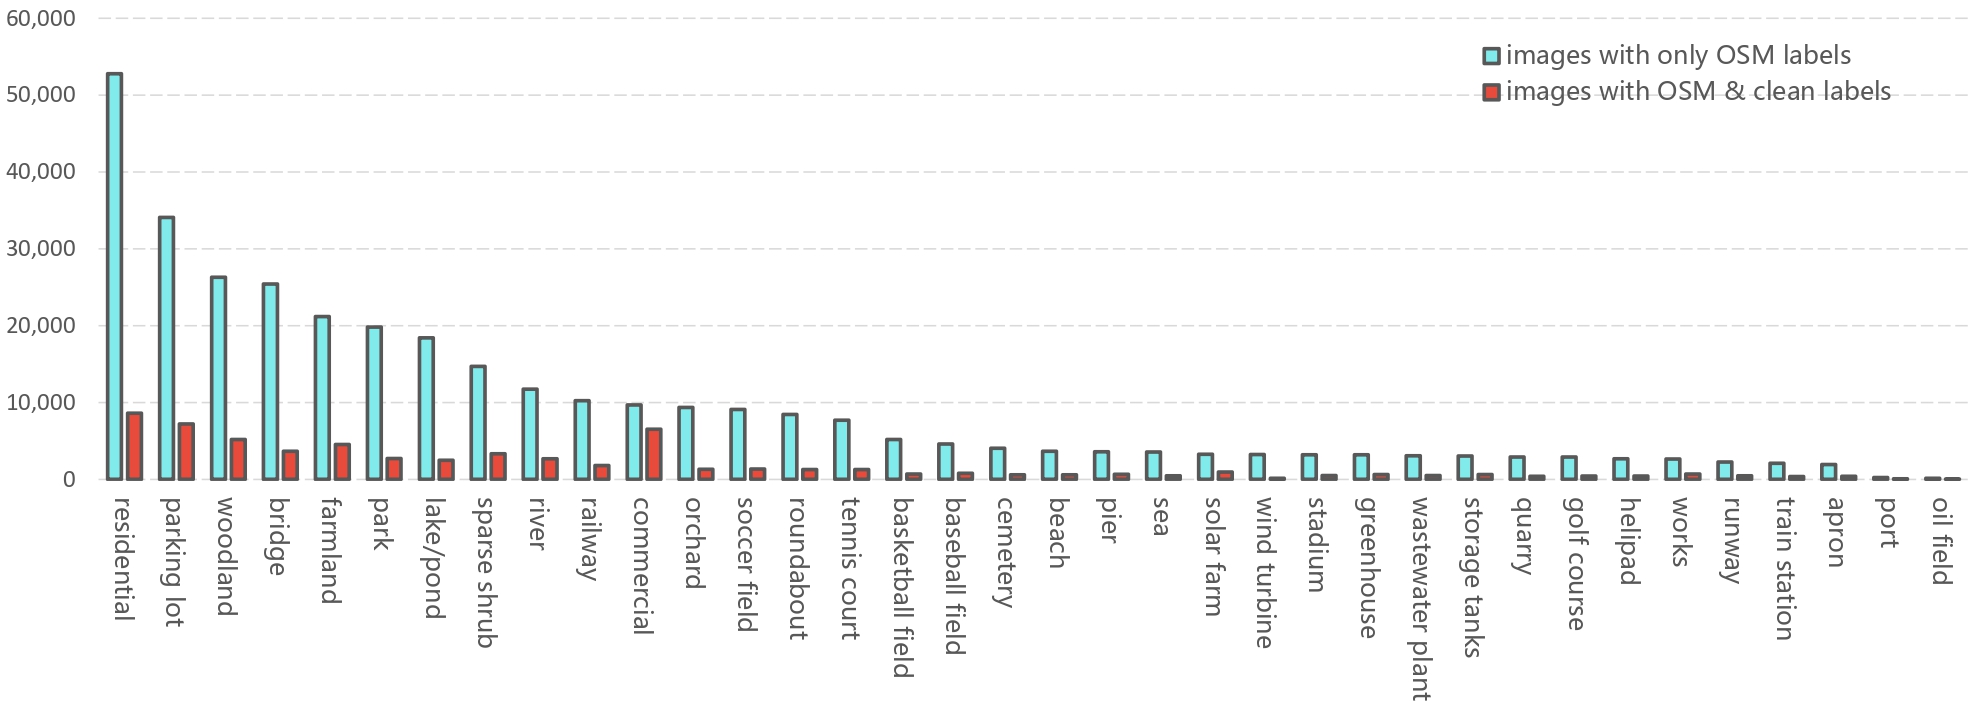 60,000
50,000
40,000
30,000
20,000
10,000
0
images with only OSM labels
images with OSM & clean labels
residential
parking lot
woodland
bridge
farmland
park
lake/pond
sparse shrub
river
railway
commercial
orchard
soccer field
roundabout
tennis court
basketball field
baseball field
cemetery
beach
pier
sea
solar farm
wind turbine
stadium
greenhouse
wastewater plant
storage tanks
quarry
golf course
helipad
works
runway
train station
apron
port
oil field